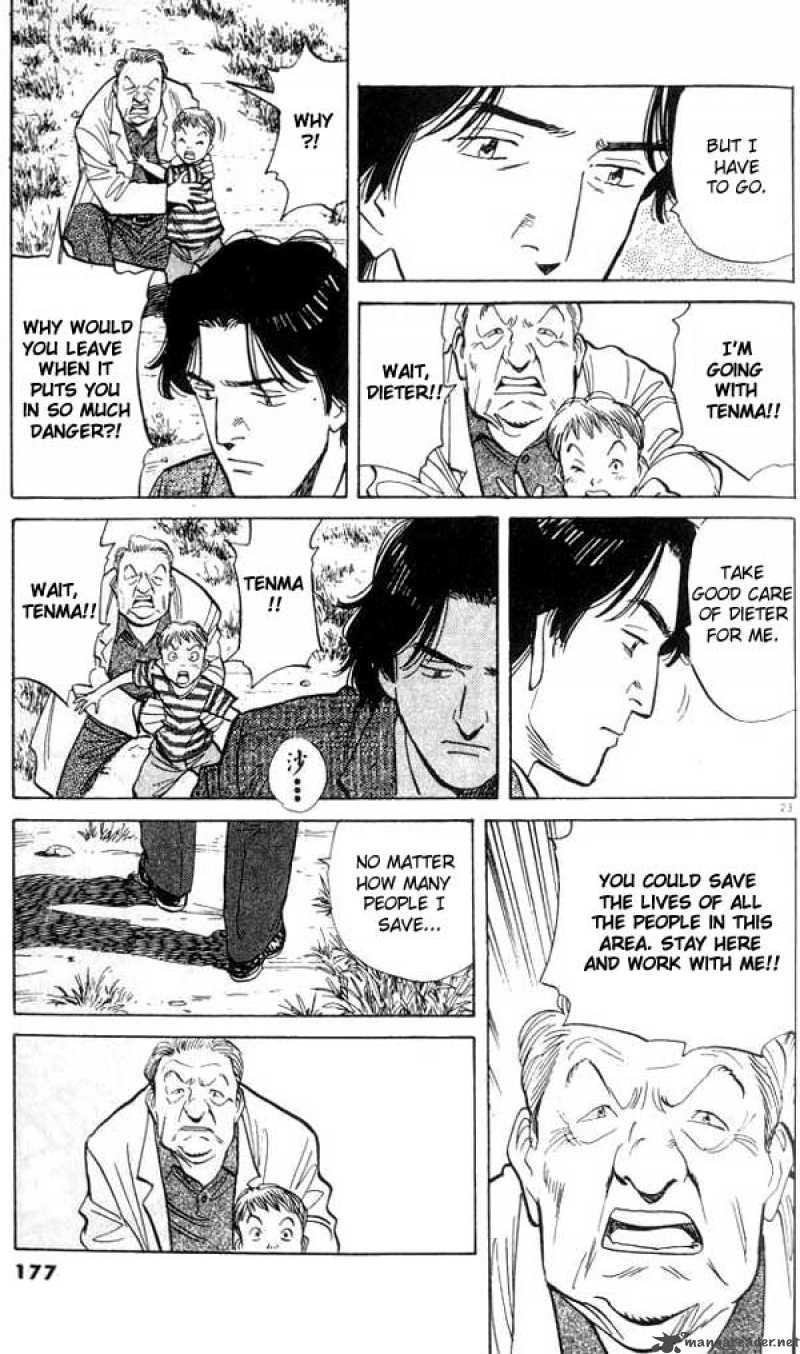 BUT I
HAVE
TO GO.
WHY
?!
WHY WOULD
YOU LEAVE
WHEN IT
PUTS YOU
IN SO MUCH
DANGER?!
I'M
GOING
WITH
TENMA!!
WAIT,
DIETER!!
TAKE
GOOD CARE
OF DIETER
FOR ME.
TENMA
!!
WAIT,
TENMA!!
沙…
23
YOU COULD SAVE
THE LIVES OF ALL
THE PEOPLE IN THIS
AREA. STAY HERE
AND WORK WITH ME!!
NO MATTER
HOW MANY
PEOPLE I
SAVE...
177
mangareader.net